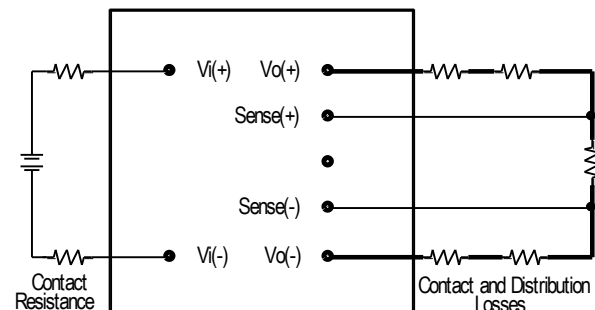 Vi(+) Vo(+)
Sense(+)
Sense(-)
Vi(-) Vo(-)
Contact
Resistance
Contact and Distribution
Losses